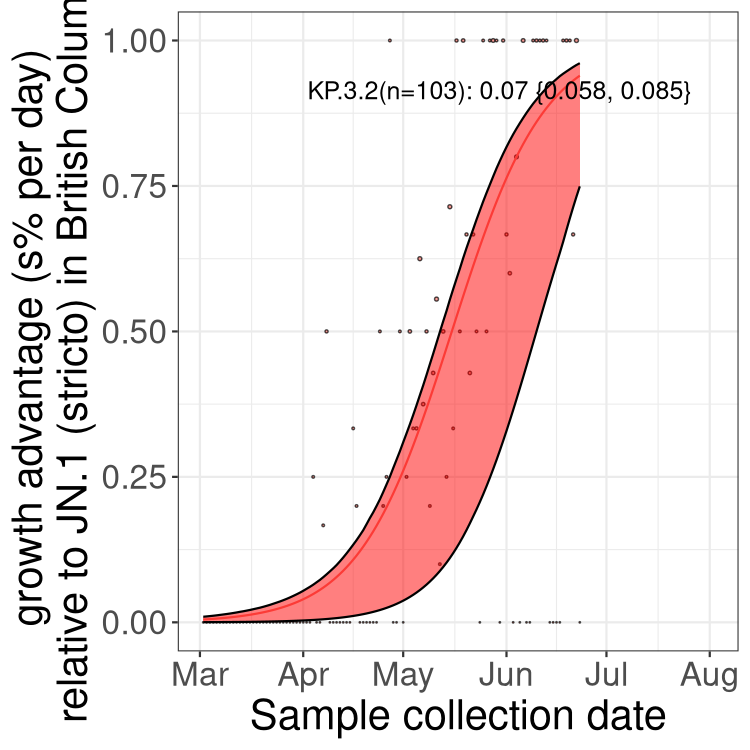 growth advantage (s% per day)
relative to JN.1 (stricto) in British Colum
1.00
0.75
0.50
0.25
0.00
KP.3.2(n=103): 0.07 {0.058, 0.085}
Mar Apr May Jun Jul Aug
Sample collection date